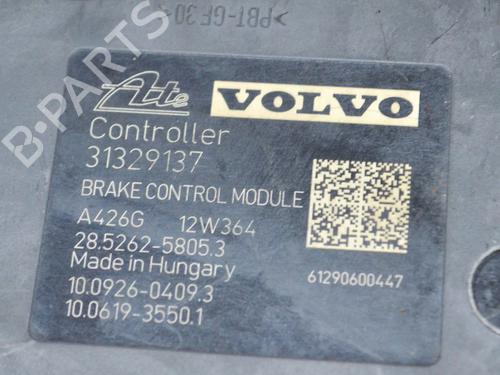 >PBT-GF30<
Ate VOLVO
Controller
31329137
BRAKE CONTROL MODULE
A426G 12W364
28.5262-5805.3
Made in Hungary
61290600447
10.0926-0409.3
10.0619-3550.1
B-PARTS